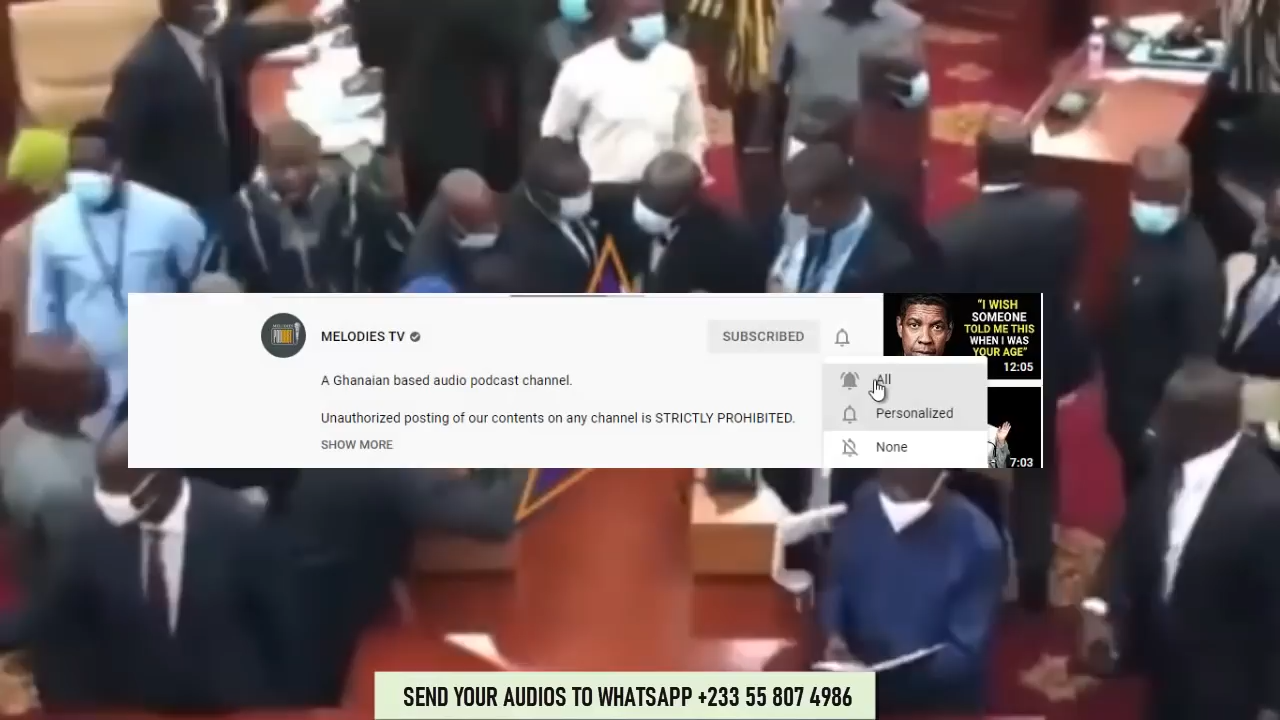 MELODIES TV
SUBSCRIBED
A Ghanaian based audio podcast channel.
Unauthorized posting of our contents on any channel is STRICTLY PROHIBITED.
SHOW MORE
All
Personalized
None
“I WISH
SOMEONE
TOLD ME THIS
WHEN I WAS
YOUR AGE”
12:05
7:03
SEND YOUR AUDIOS TO WHATSAPP +233 55 807 4986